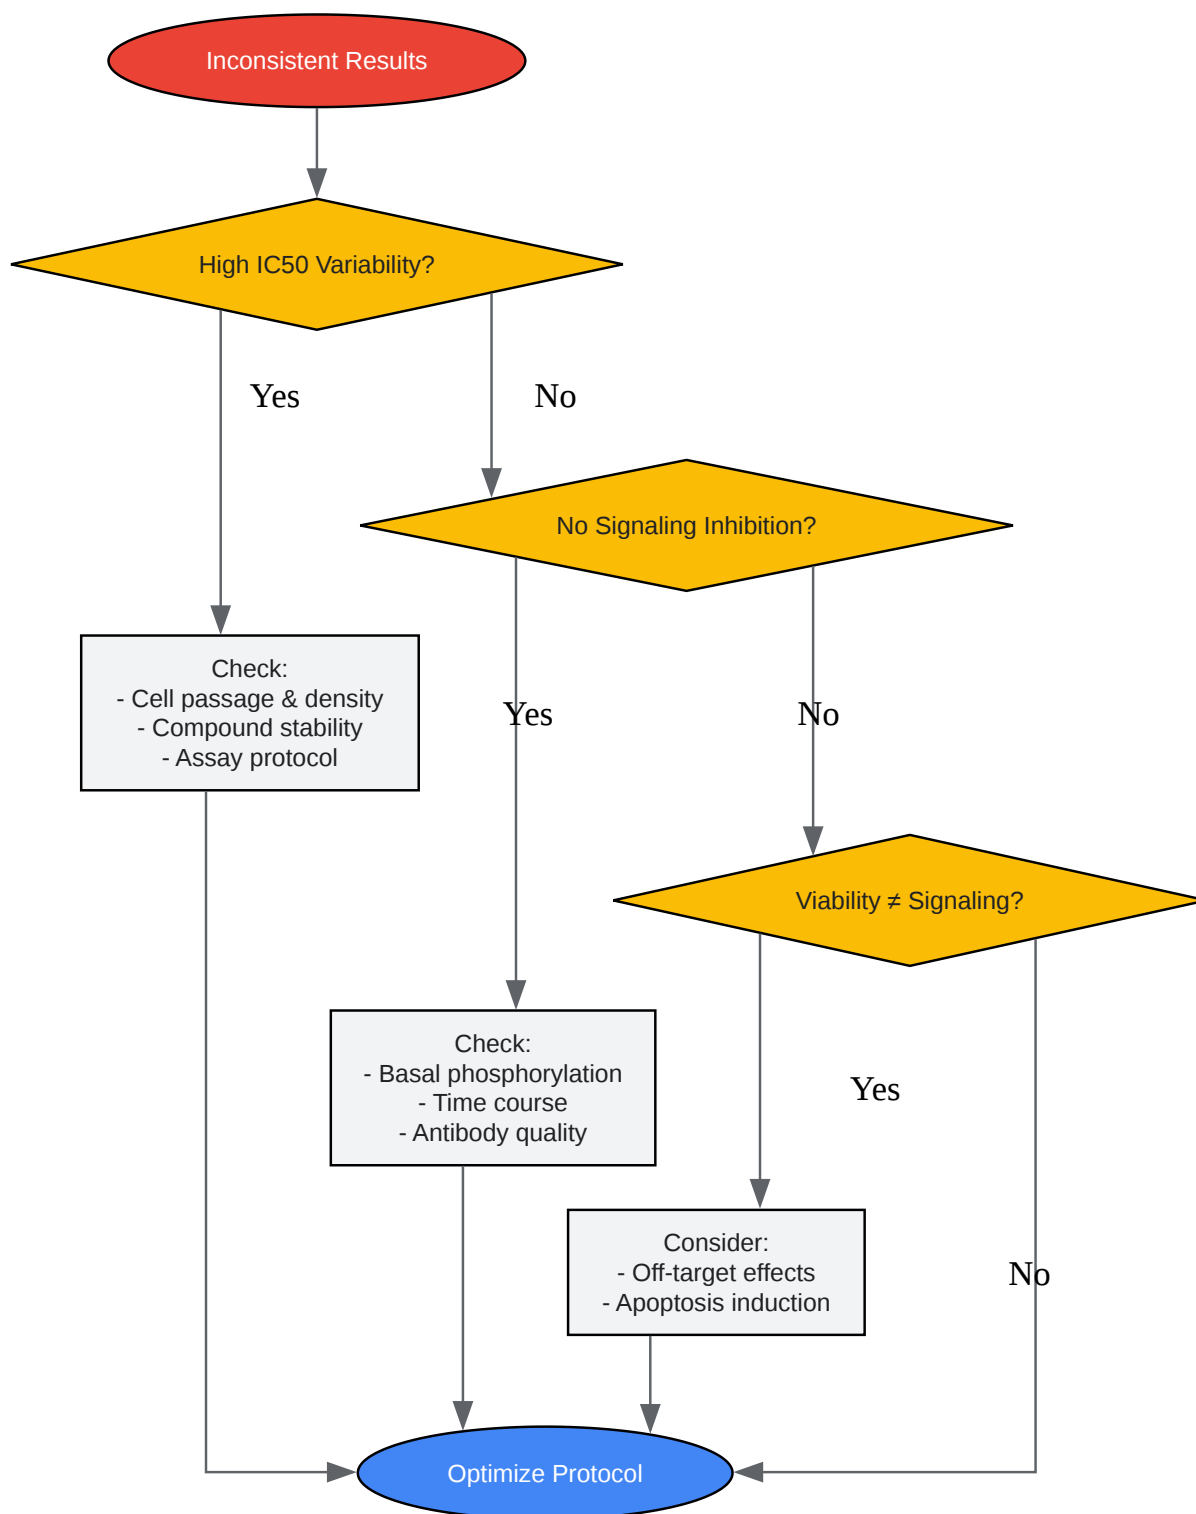 Inconsistent Results
High IC50 Variability?
Yes
No
No Signaling Inhibition?
Check:
- Cell passage & density
- Compound stability
- Assay protocol
Yes
No
Viability ≠ Signaling?
Check:
- Basal phosphorylation
- Time course
- Antibody quality
Yes
Consider:
- Off-target effects
- Apoptosis induction
No
Optimize Protocol